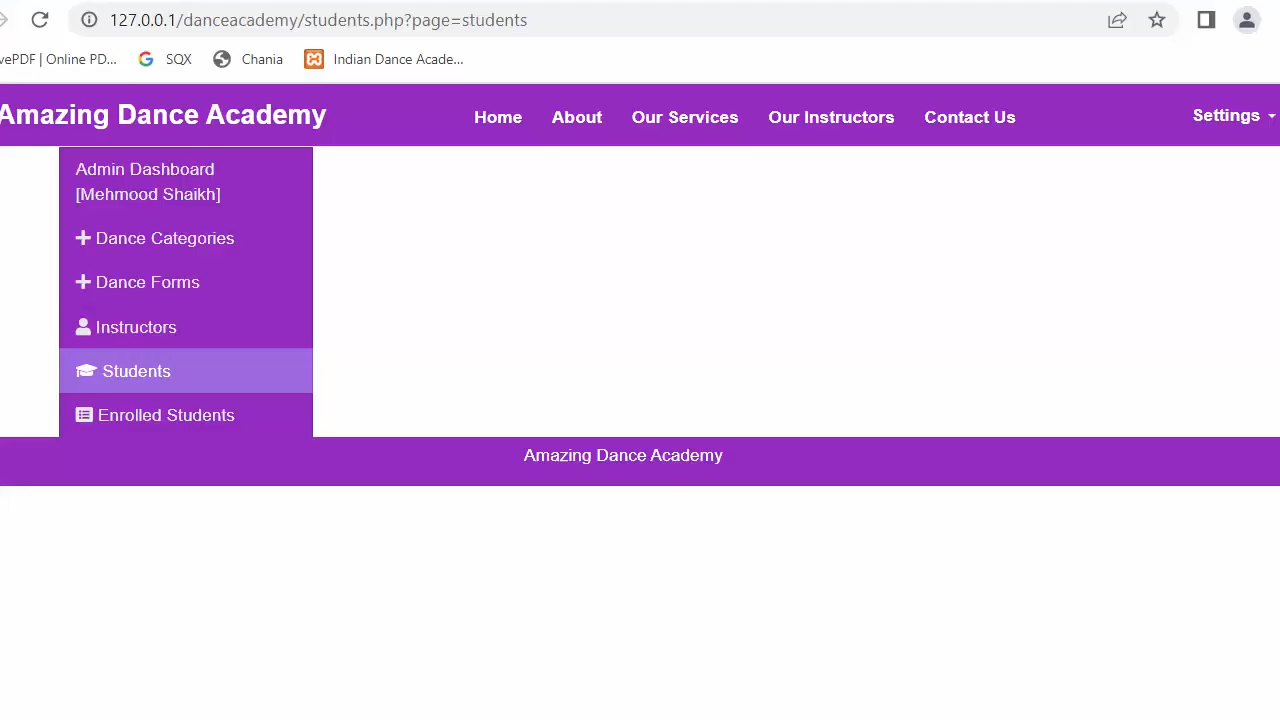 127.0.0.1/danceacademy/students.php?page=students
vePDF | Online PD... SQX Chania Indian Dance Acade...
Amazing Dance Academy Home About Our Services Our Instructors Contact Us Settings
Admin Dashboard
[Mehmood Shaikh]
Dance Categories
Dance Forms
Instructors
Students
Enrolled Students
Amazing Dance Academy